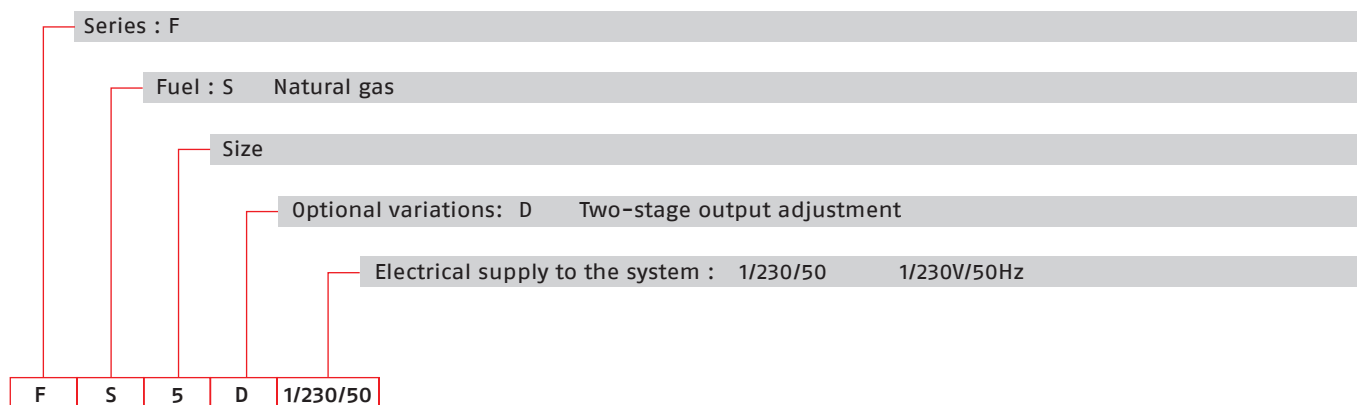 Series : F
Fuel : S Natural gas
Size
Optional variations: D Two-stage output adjustment
Electrical supply to the system : 1/230/50 1/230V/50Hz
F S 5 D 1/230/50